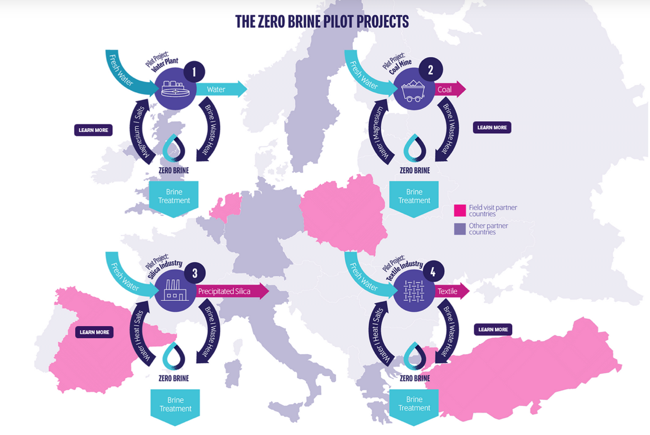 THE ZERO BRINE PILOT PROJECTS
Pilot Project:
Water Plant
1
Fresh Water
Water
Magnesium | Salts
Brine | Waste Heat
LEARN MORE
ZERO BRINE
Brine
Treatment
Pilot Project:
Coal Mine
2
Fresh Water
Coal
Water | Magnesium
Brine | Waste Heat
LEARN MORE
ZERO BRINE
Brine
Treatment
Field visit partner
countries
Other partner
countries
Pilot Project:
Silica Industry
3
Fresh Water
Precipitated Silica
Water | Heat | Salts
Brine | Waste Heat
LEARN MORE
ZERO BRINE
Brine
Treatment
Pilot Project:
Textile Industry
4
Fresh Water
Textile
Water | Heat | Salts
Brine | Waste Heat
LEARN MORE
ZERO BRINE
Brine
Treatment